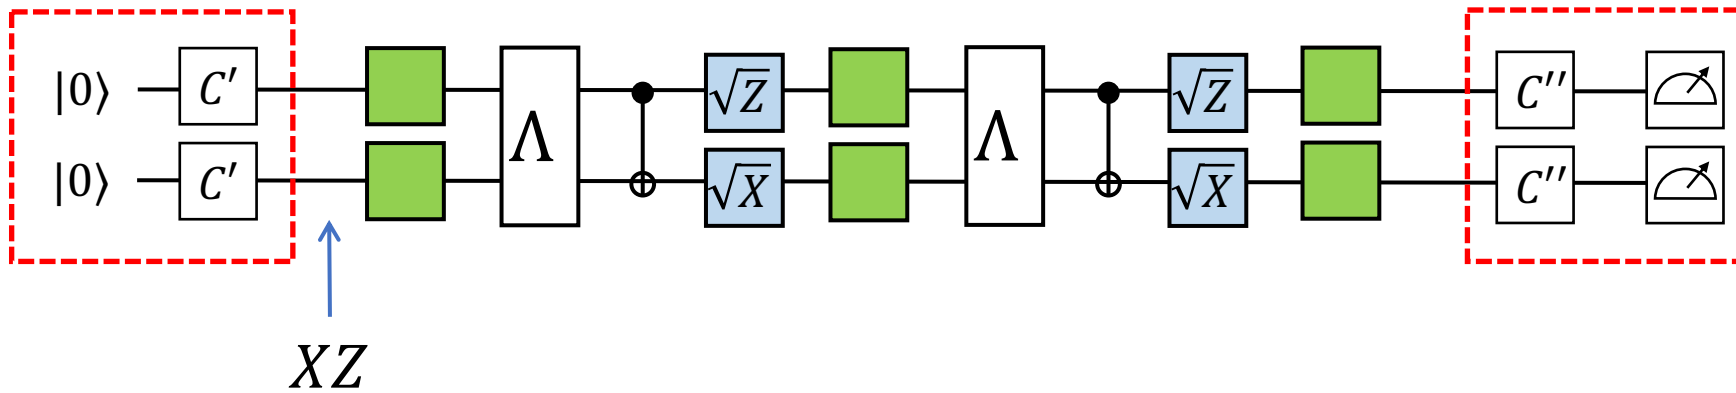 |0⟩ C′ Λ √Z Λ √Z C′′
|0⟩ C′ √X √X C′′
XZ